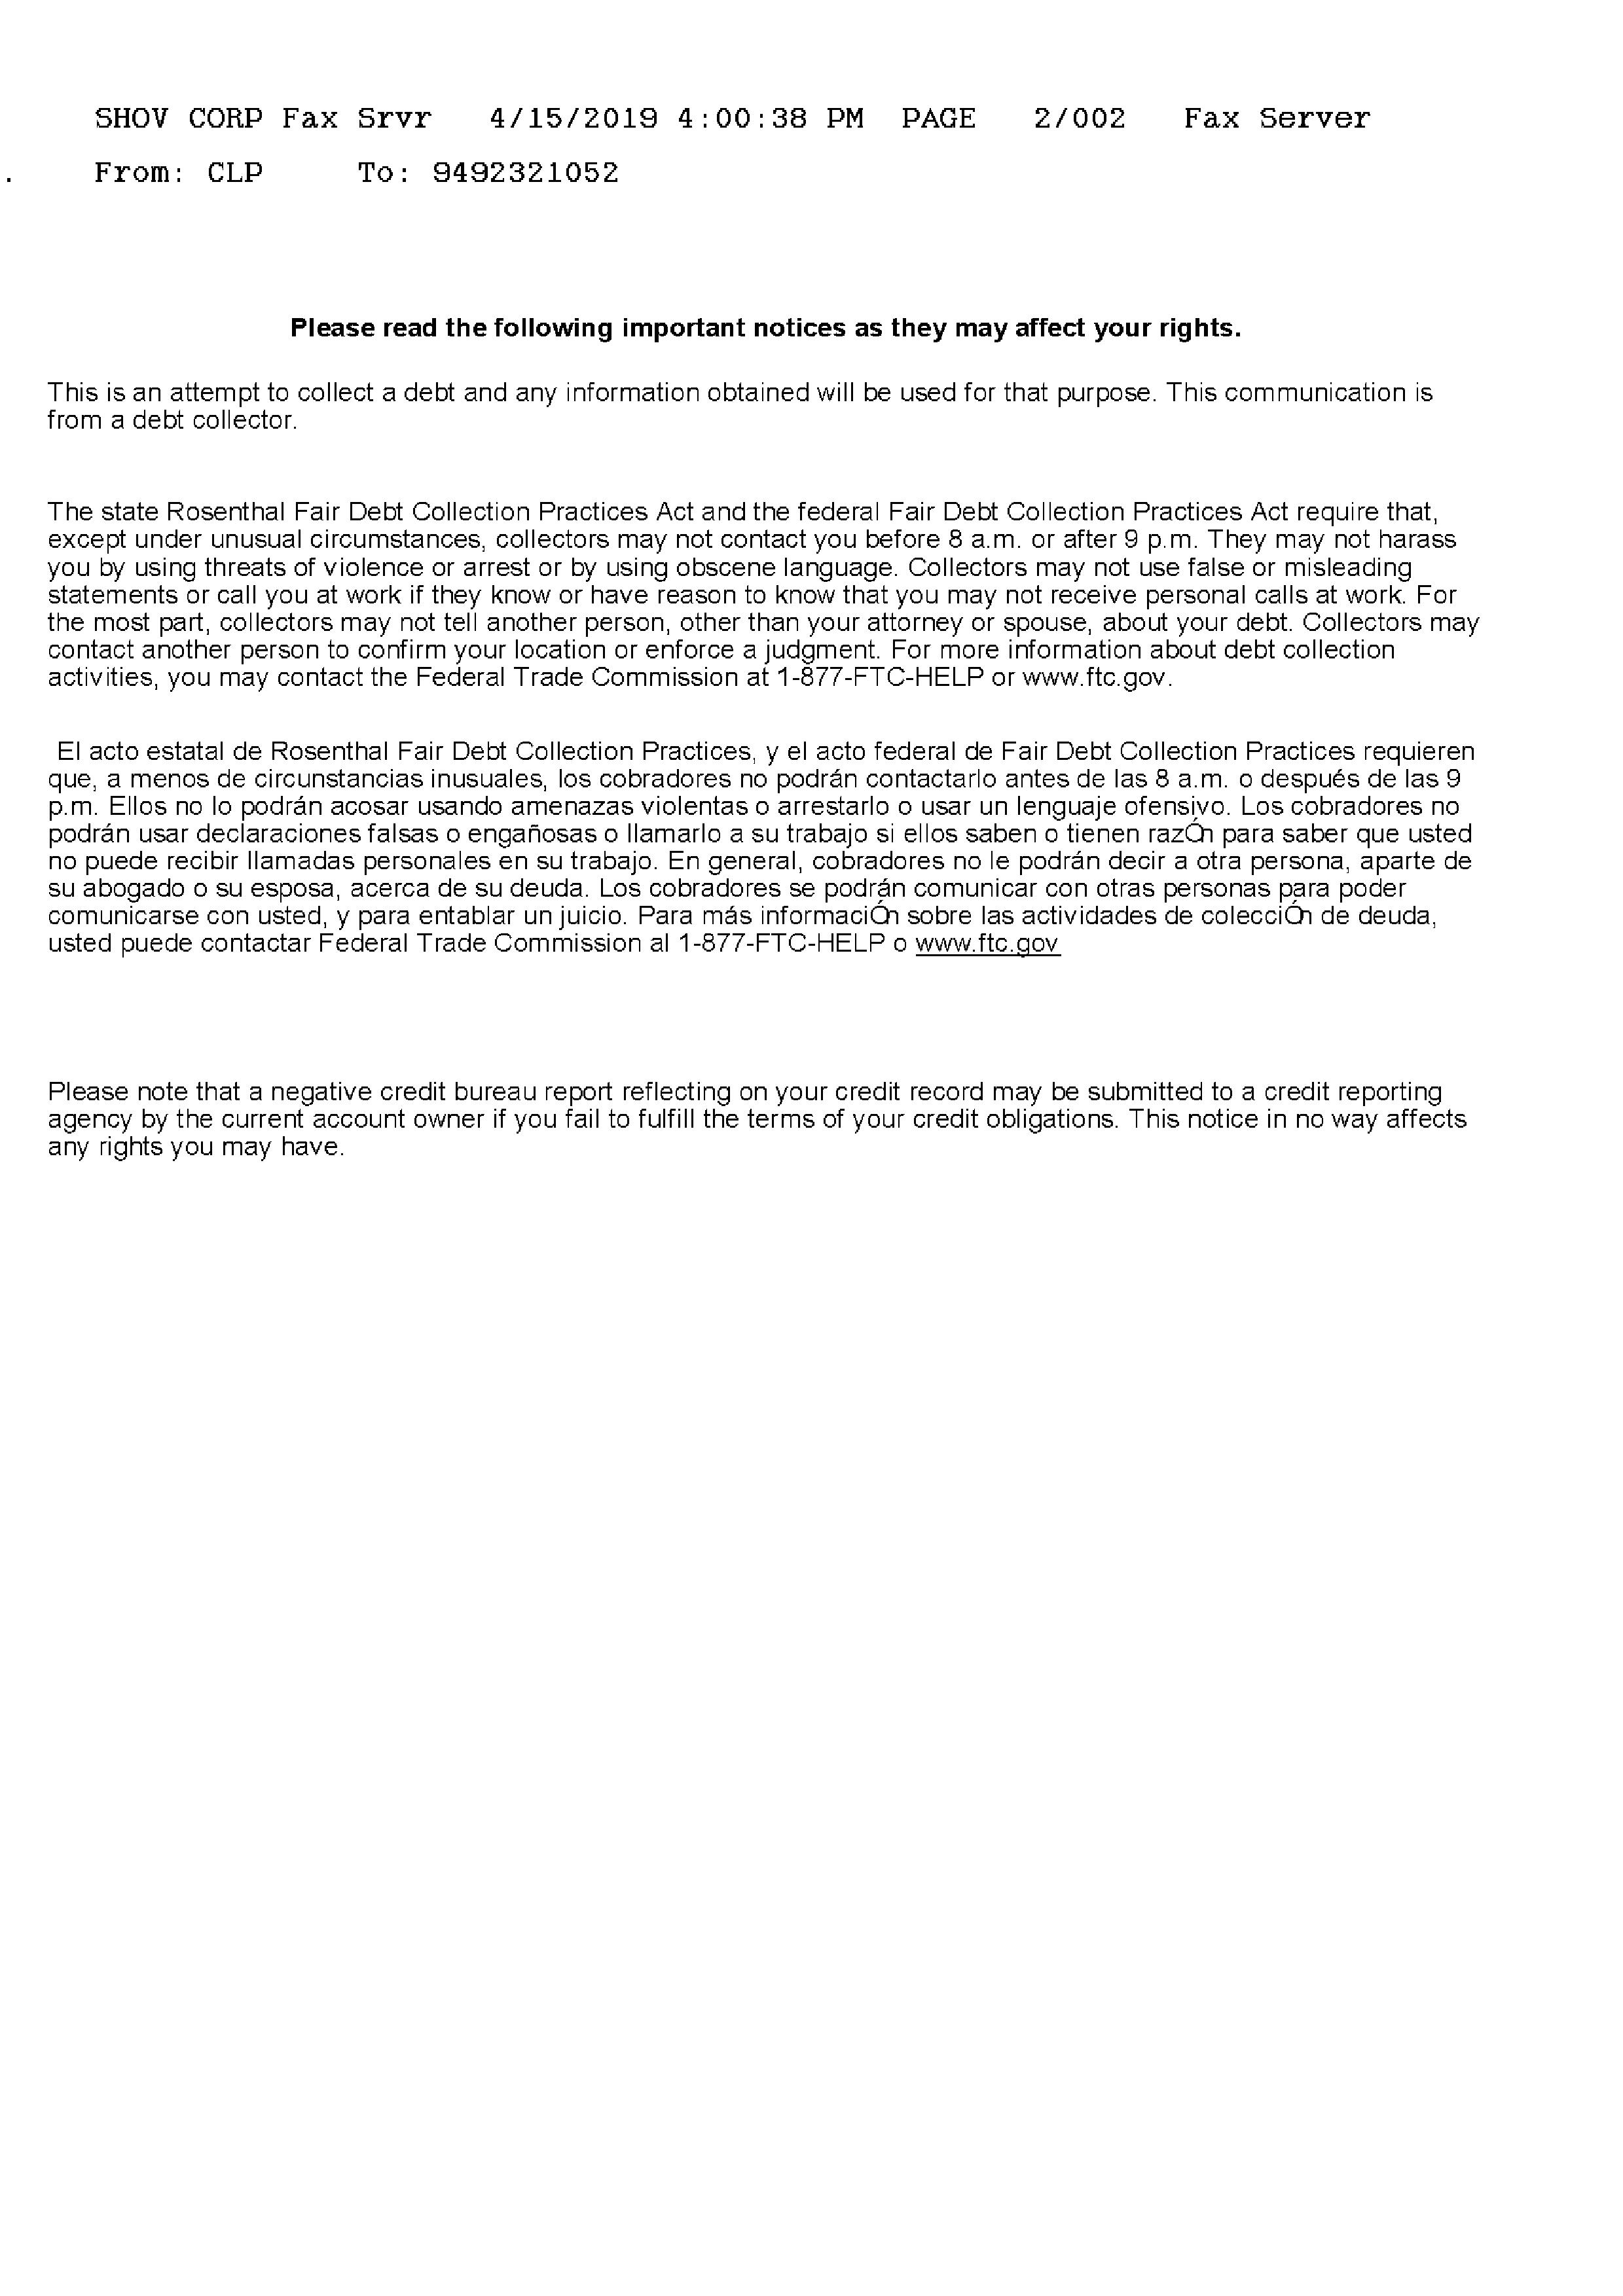 SHOV CORP Fax Srvr 4/15/2019 4:00:38 PM PAGE 2/002 Fax Server
. From: CLP To: 9492321052
Please read the following important notices as they may affect your rights.
This is an attempt to collect a debt and any information obtained will be used for that purpose. This communication is
from a debt collector.
The state Rosenthal Fair Debt Collection Practices Act and the federal Fair Debt Collection Practices Act require that,
except under unusual circumstances, collectors may not contact you before 8 a.m. or after 9 p.m. They may not harass
you by using threats of violence or arrest or by using obscene language. Collectors may not use false or misleading
statements or call you at work if they know or have reason to know that you may not receive personal calls at work. For
the most part, collectors may not tell another person, other than your attorney or spouse, about your debt. Collectors may
contact another person to confirm your location or enforce a judgment. For more information about debt collection
activities, you may contact the Federal Trade Commission at 1-877-FTC-HELP or www.ftc.gov.
El acto estatal de Rosenthal Fair Debt Collection Practices, y el acto federal de Fair Debt Collection Practices requieren
que, a menos de circunstancias inusuales, los cobradores no podrán contactarlo antes de las 8 a.m. o después de las 9
p.m. Ellos no lo podrán acosar usando amenazas violentas o arrestarlo o usar un lenguaje ofensivo. Los cobradores no
podrán usar declaraciones falsas o engañosas o llamarlo a su trabajo si ellos saben o tienen razÓn para saber que usted
no puede recibir llamadas personales en su trabajo. En general, cobradores no le podrán decir a otra persona, aparte de
su abogado o su esposa, acerca de su deuda. Los cobradores se podrán comunicar con otras personas para poder
comunicarse con usted, y para entablar un juicio. Para más informaciÓn sobre las actividades de colecciÓn de deuda,
usted puede contactar Federal Trade Commission al 1-877-FTC-HELP o www.ftc.gov
Please note that a negative credit bureau report reflecting on your credit record may be submitted to a credit reporting
agency by the current account owner if you fail to fulfill the terms of your credit obligations. This notice in no way affects
any rights you may have.